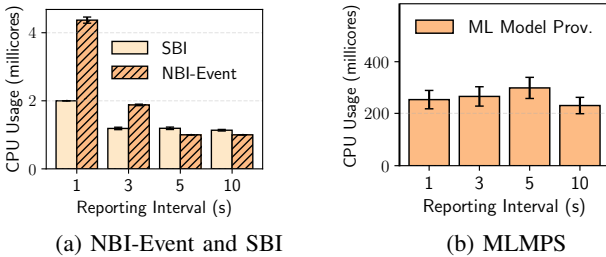 CPU Usage (millicores)
4
2
0
SBI
NBI-Event
1 3 5 10
Reporting Interval (s)
(a) NBI-Event and SBI
CPU Usage (millicores)
400
200
0
ML Model Prov.
1 3 5 10
Reporting Interval (s)
(b) MLMPS